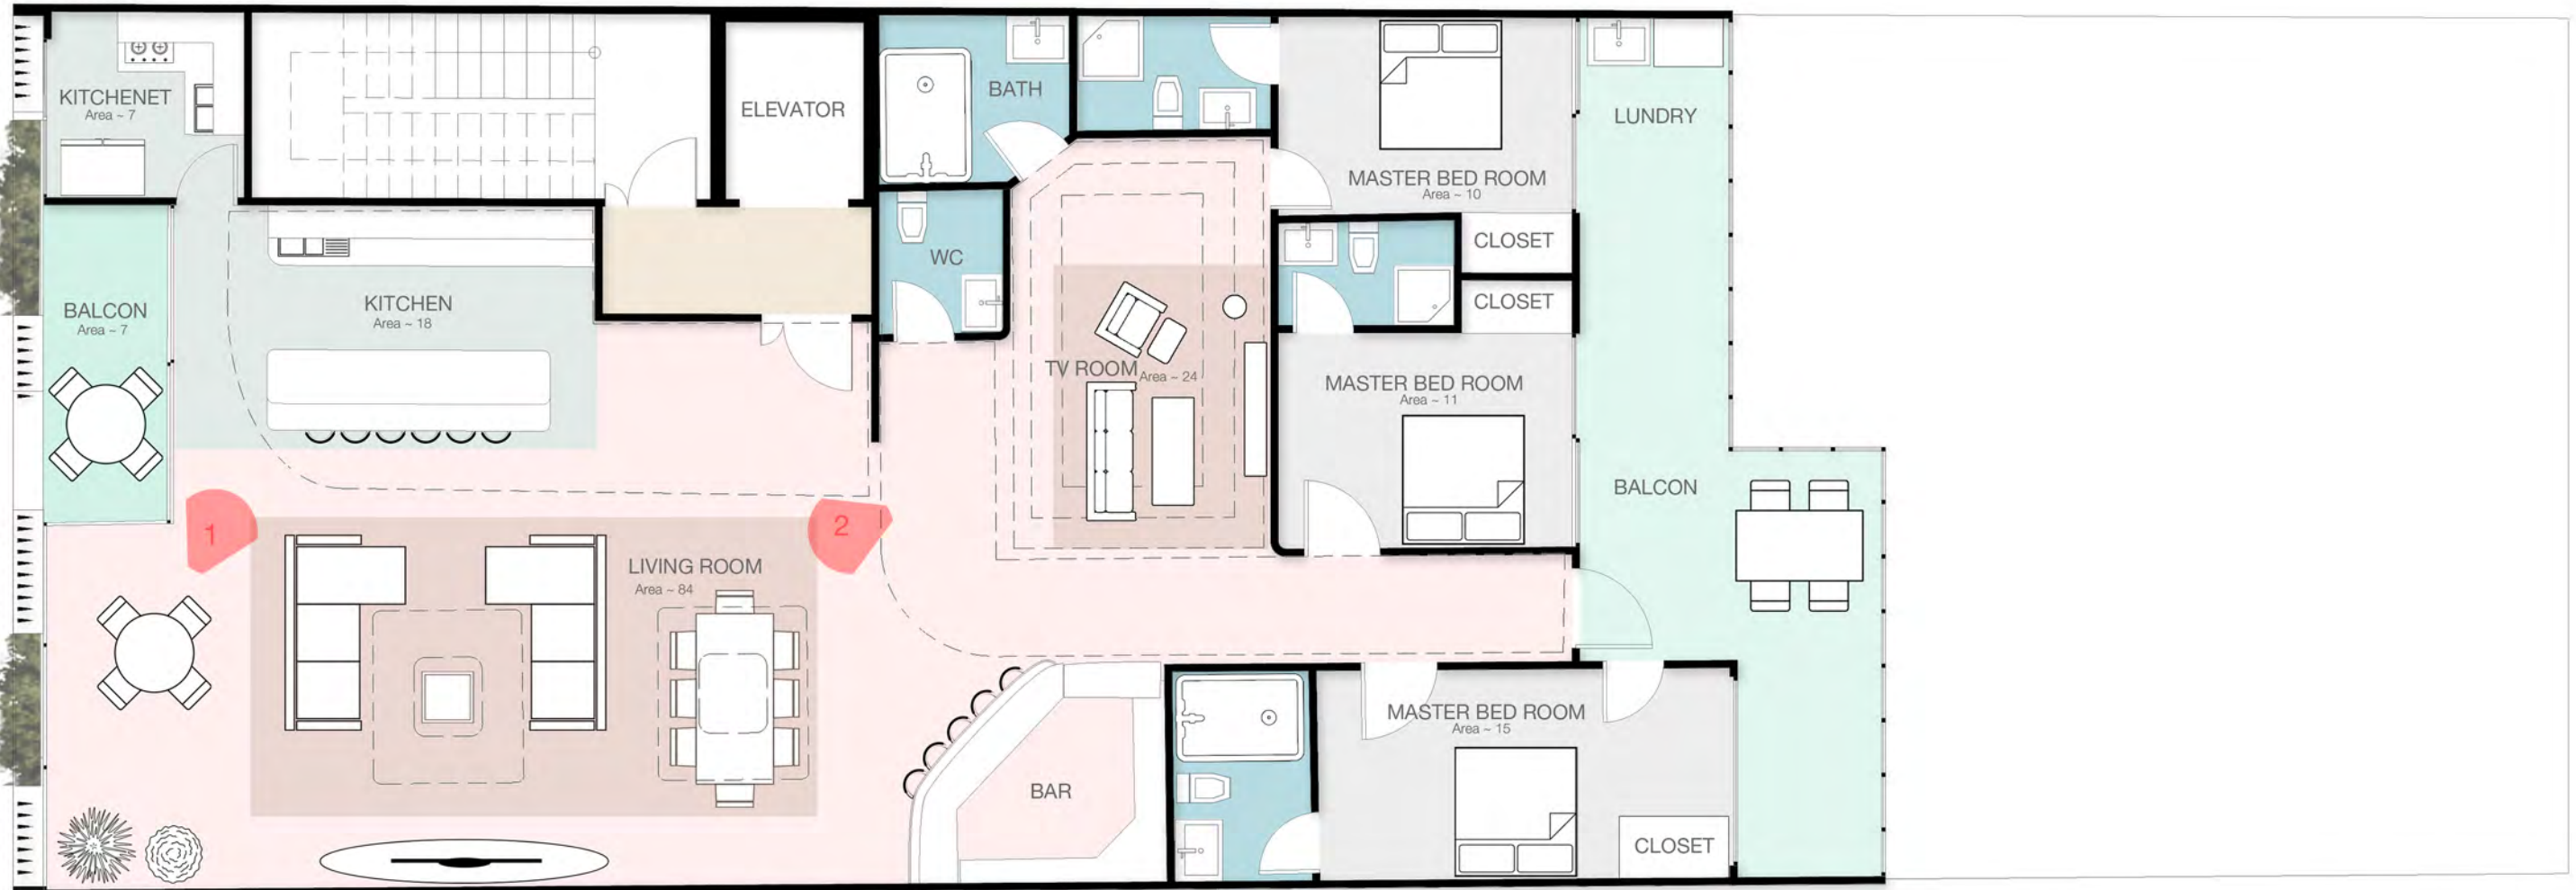 KITCHENET
Area ~ 7
ELEVATOR
BATH
MASTER BED ROOM
Area ~ 10
LUNDRY
BALCON
Area ~ 7
KITCHEN
Area ~ 18
WC
CLOSET
CLOSET
TV ROOM
Area ~ 24
MASTER BED ROOM
Area ~ 11
BALCON
1
2
LIVING ROOM
Area ~ 84
BAR
MASTER BED ROOM
Area ~ 15
CLOSET